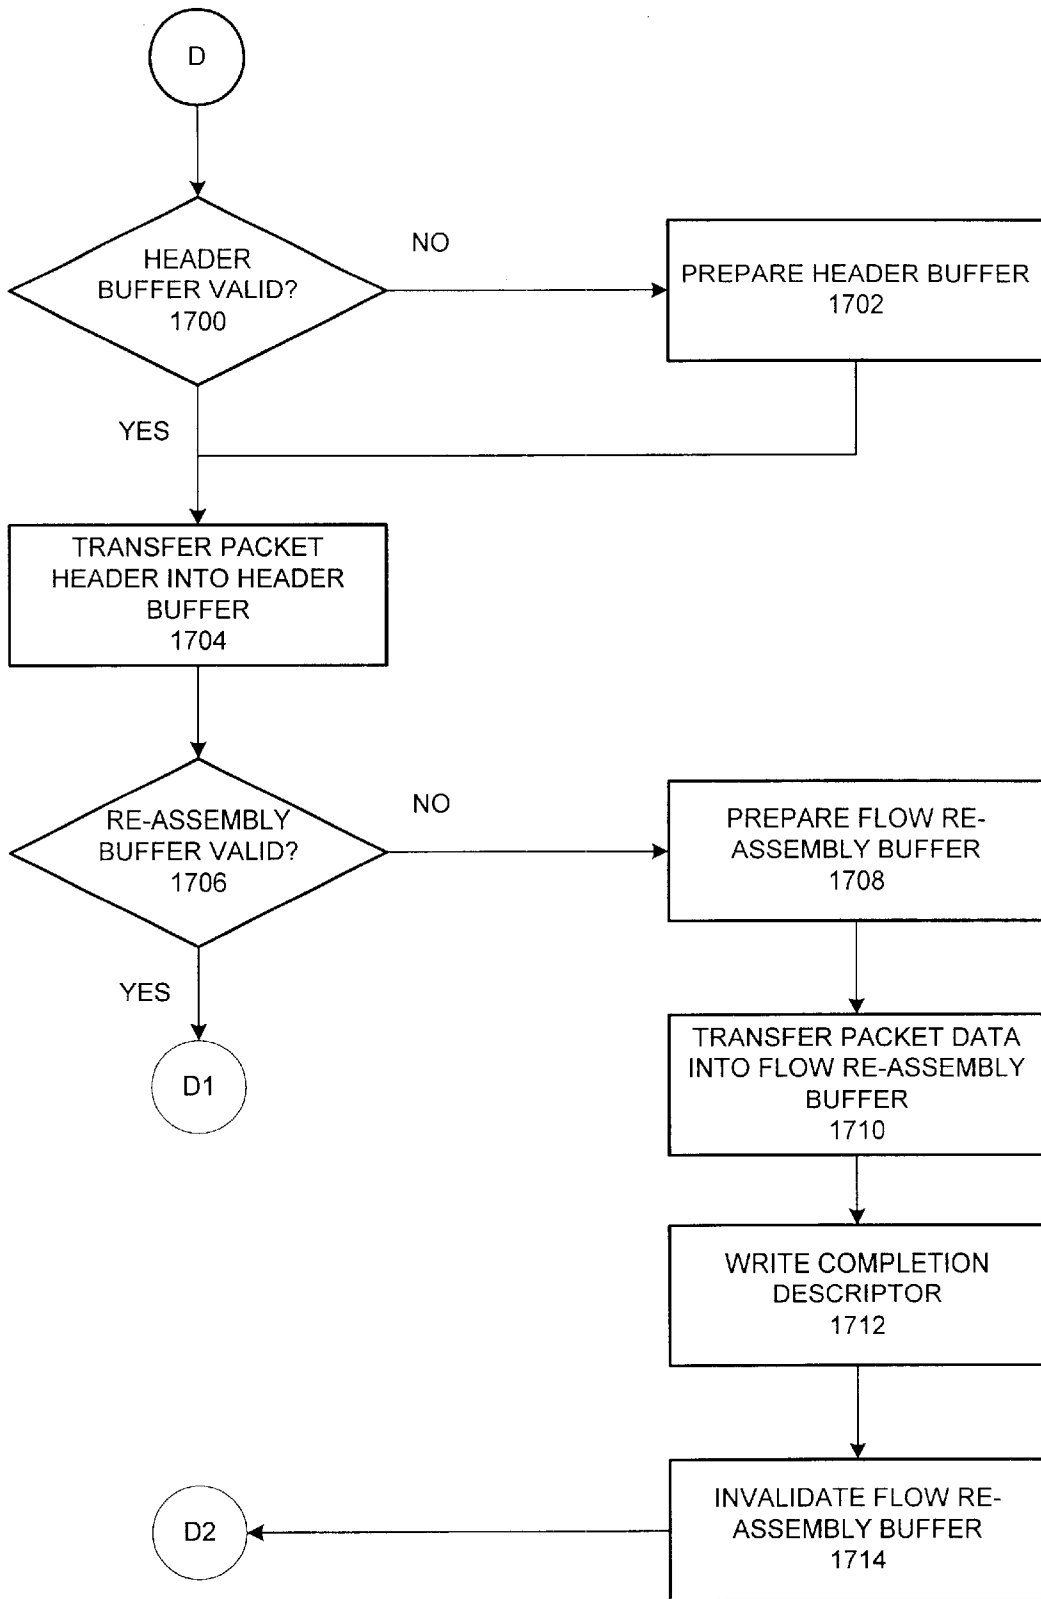 D
HEADER
BUFFER VALID?
1700
NO
PREPARE HEADER BUFFER
1702
YES
TRANSFER PACKET
HEADER INTO HEADER
BUFFER
1704
RE-ASSEMBLY
BUFFER VALID?
1706
NO
PREPARE FLOW RE-
ASSEMBLY BUFFER
1708
YES
D1
TRANSFER PACKET DATA
INTO FLOW RE-ASSEMBLY
BUFFER
1710
WRITE COMPLETION
DESCRIPTOR
1712
INVALIDATE FLOW RE-
ASSEMBLY BUFFER
1714
D2